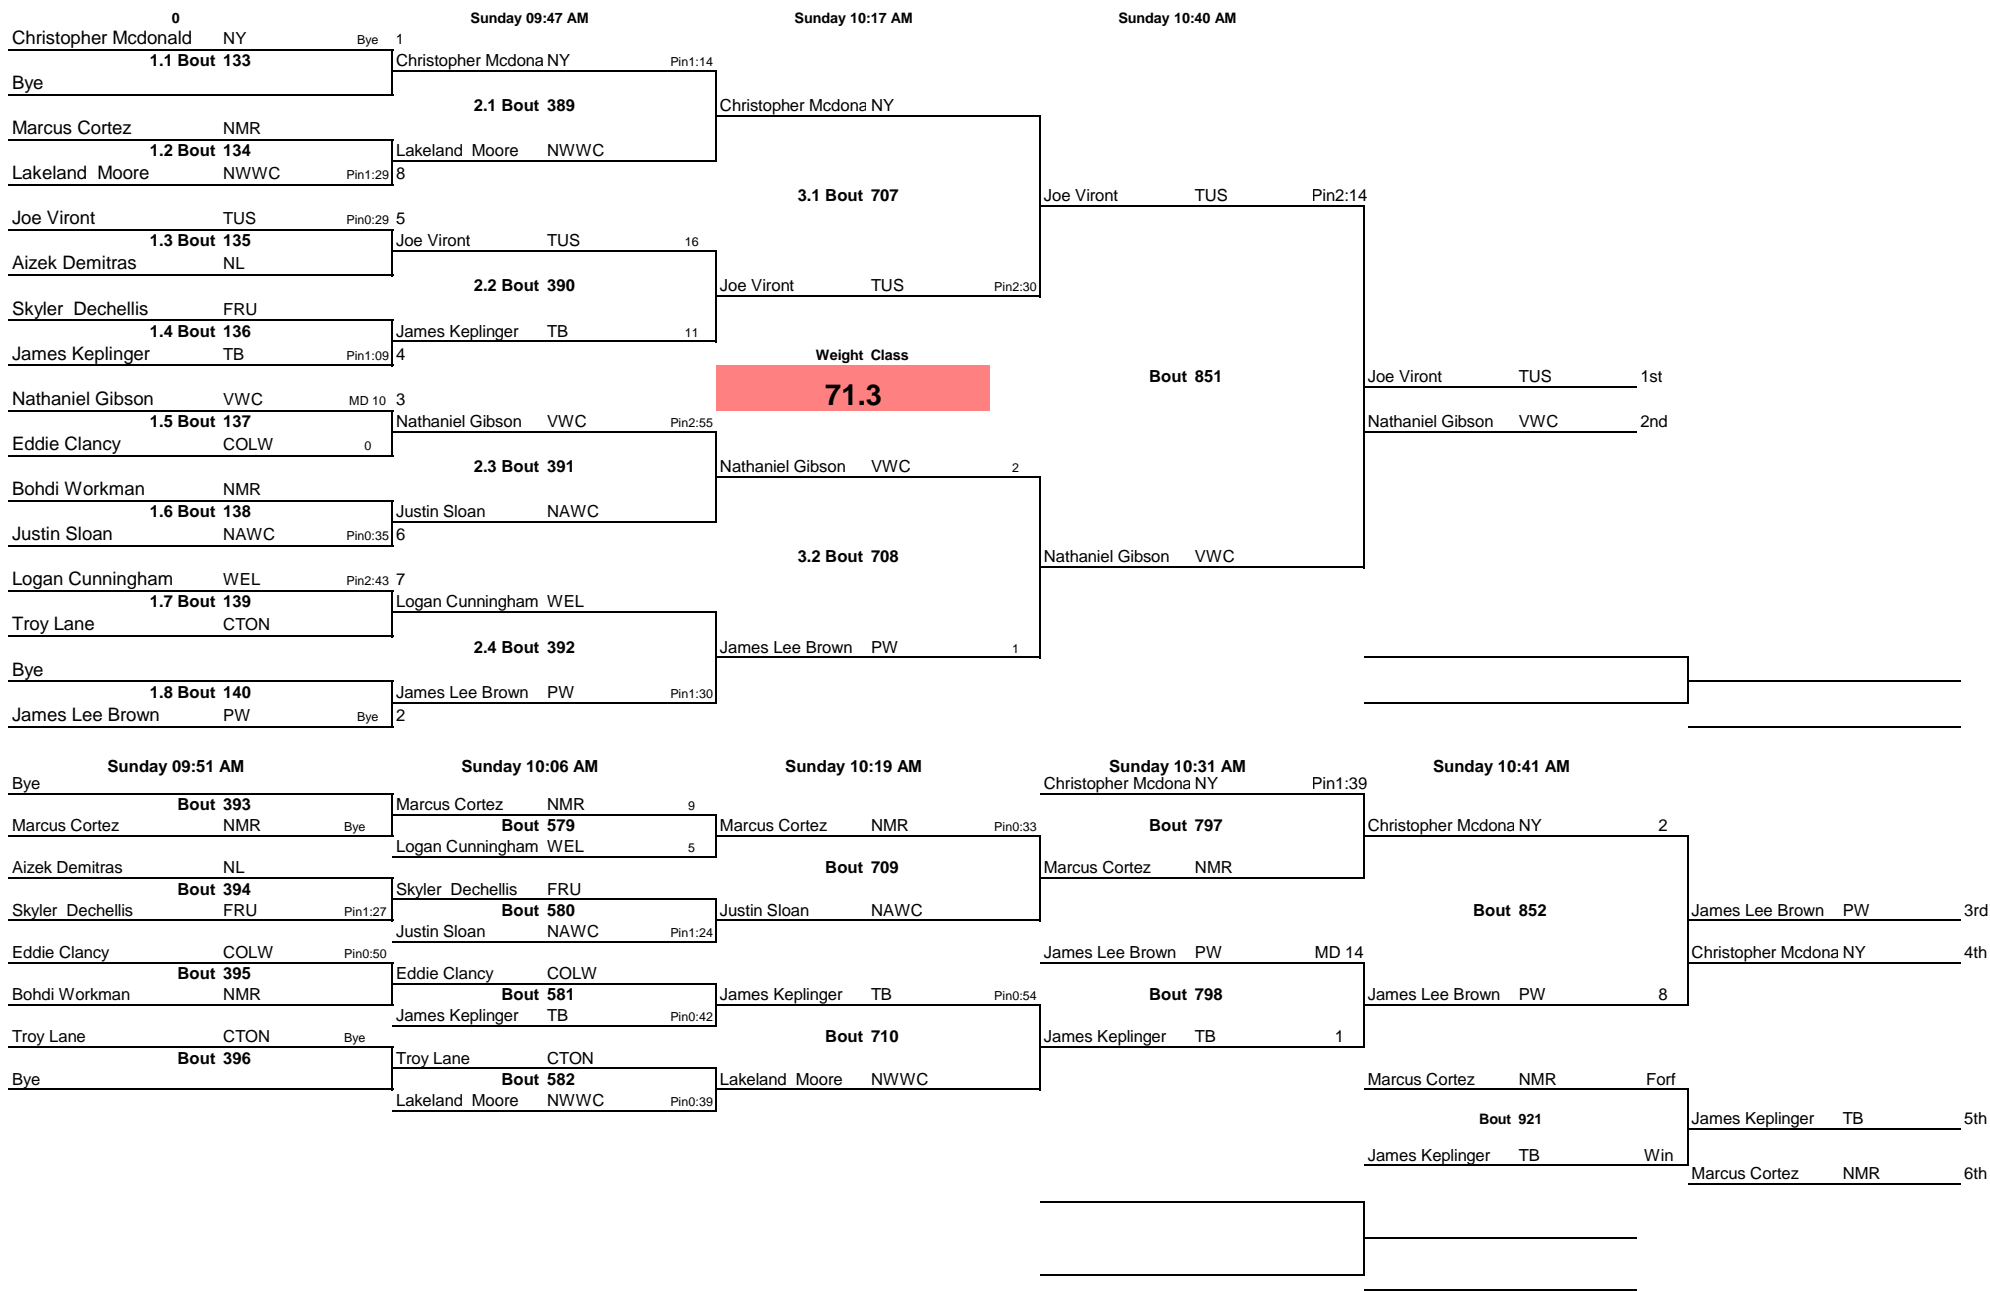 0 Sunday 09:47 AM Sunday 10:17 AM Sunday 10:40 AM
Christopher Mcdonald NY Bye 1
1.1 Bout 133 Christopher Mcdona NY Pin1:14
Bye
2.1 Bout 389 Christopher Mcdona NY
Marcus Cortez NMR
1.2 Bout 134 Lakeland Moore NWWC
Lakeland Moore NWWC Pin1:29 8
3.1 Bout 707 Joe Viront TUS Pin2:14
Joe Viront TUS Pin0:29 5
1.3 Bout 135 Joe Viront TUS 16
Aizek Demitras NL
2.2 Bout 390 Joe Viront TUS Pin2:30
Skyler Dechellis FRU
1.4 Bout 136 James Keplinger TB 11
James Keplinger TB Pin1:09 4 Weight Class
Bout 851 Joe Viront TUS 1st
Nathaniel Gibson VWC MD 10 3 71.3
1.5 Bout 137 Nathaniel Gibson VWC Pin2:55 Nathaniel Gibson VWC 2nd
Eddie Clancy COLW 0
2.3 Bout 391 Nathaniel Gibson VWC 2
Bohdi Workman NMR
1.6 Bout 138 Justin Sloan NAWC
Justin Sloan NAWC Pin0:35 6
3.2 Bout 708 Nathaniel Gibson VWC
Logan Cunningham WEL Pin2:43 7
1.7 Bout 139 Logan Cunningham WEL
Troy Lane CTON
2.4 Bout 392 James Lee Brown PW 1
Bye
1.8 Bout 140 James Lee Brown PW Pin1:30
James Lee Brown PW Bye 2
Sunday 09:51 AM Sunday 10:06 AM Sunday 10:19 AM Sunday 10:31 AM Sunday 10:41 AM
Bye Christopher Mcdona NY Pin1:39
Bout 393 Marcus Cortez NMR 9
Marcus Cortez NMR Bye Bout 579 Marcus Cortez NMR Pin0:33 Bout 797 Christopher Mcdona NY 2
Logan Cunningham WEL 5
Aizek Demitras NL Bout 709 Marcus Cortez NMR
Bout 394 Skyler Dechellis FRU
Skyler Dechellis FRU Pin1:27 Bout 580 Justin Sloan NAWC Bout 852 James Lee Brown PW 3rd
Justin Sloan NAWC Pin1:24
Eddie Clancy COLW Pin0:50 James Lee Brown PW MD 14 Christopher Mcdona NY 4th
Bout 395 Eddie Clancy COLW
Bohdi Workman NMR Bout 581 James Keplinger TB Pin0:54 Bout 798 James Lee Brown PW 8
James Keplinger TB Pin0:42
Troy Lane CTON Bye Bout 710 James Keplinger TB 1
Bout 396 Troy Lane CTON
Bye Bout 582 Lakeland Moore NWWC Marcus Cortez NMR Forf
Lakeland Moore NWWC Pin0:39
Bout 921 James Keplinger TB 5th
James Keplinger TB Win
Marcus Cortez NMR 6th